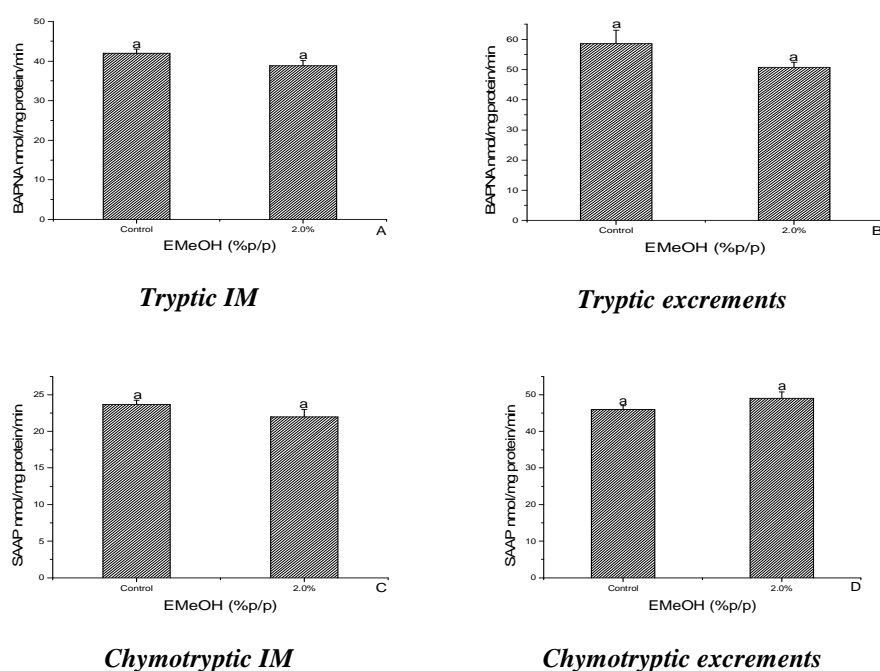 50
40
30
20
10
0
BAPNA nmol/mg protein/min
a
a
Control
2.0%
EMeOH (%p/p)
A
Tryptic IM
60
50
40
30
20
10
0
BAPNA nmol/mg protein/min
a
a
Control
2.0%
EMeOH (%p/p)
B
Tryptic excrements
25
20
15
10
5
0
SAAP nmol/mg protein/min
a
a
Control
2.0%
EMeOH (%p/p)
C
Chymotryptic IM
50
40
30
20
10
0
SAAP nmol/mg protein/min
a
a
Control
2.0%
EMeOH (%p/p)
D
Chymotryptic excrements